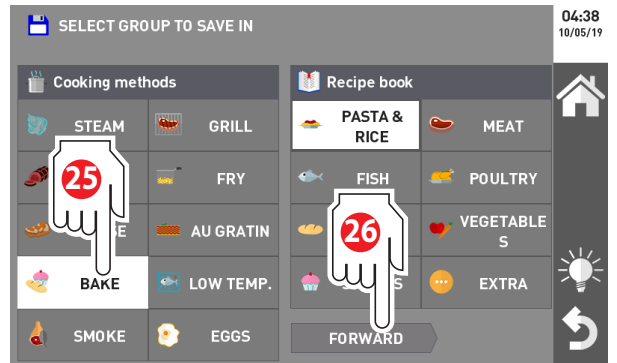 SELECT GROUP TO SAVE IN
04:38
10/05/19
Cooking methods
STEAM
GRILL
25
FRY
AU GRATIN
BAKE
LOW TEMP.
SMOKE
EGGS
Recipe book
PASTA &
RICE
MEAT
FISH
POULTRY
26
VEGETABLE
S
EXTRA
FORWARD